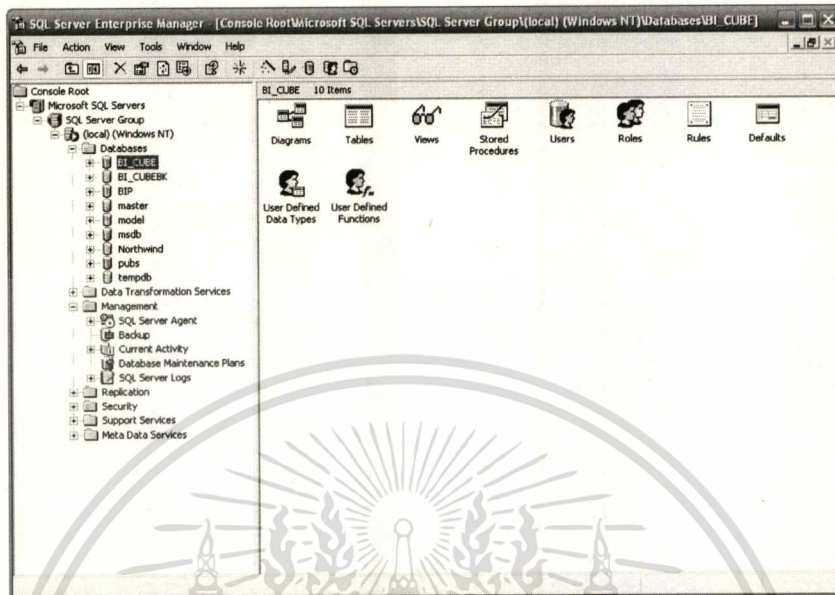 SQL Server Enterprise Manager - [Console Root\Microsoft SQL Servers\SQL Server Group\(local) (Windows NT)\Databases\BI_CUBE]
File Action View Tools Window Help
Console Root
Microsoft SQL Servers
SQL Server Group
(local) (Windows NT)
Databases
BI_CUBE
BI_CUBEBK
BIP
master
model
msdb
Northwind
pubs
tempdb
Data Transformation Services
Management
SQL Server Agent
Backup
Current Activity
Database Maintenance Plans
SQL Server Logs
Replication
Security
Support Services
Meta Data Services
BI_CUBE 10 Items
Diagrams
Tables
Views
Stored
Procedures
Users
Roles
Rules
Defaults
User Defined
Data Types
User Defined
Functions